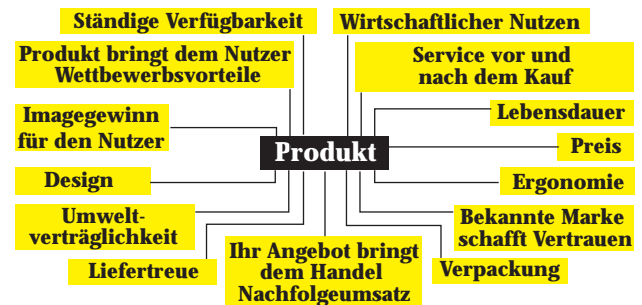 Ständige Verfügbarkeit
Wirtschaftlicher Nutzen
Produkt bringt dem Nutzer
Wettbewerbsvorteile
Service vor und
nach dem Kauf
Imagegewinn
für den Nutzer
Lebensdauer
Produkt
Preis
Design
Ergonomie
Umwelt-
verträglichkeit
Bekannte Marke
schafft Vertrauen
Liefertreue
Ihr Angebot bringt
dem Handel
Nachfolgeumsatz
Verpackung